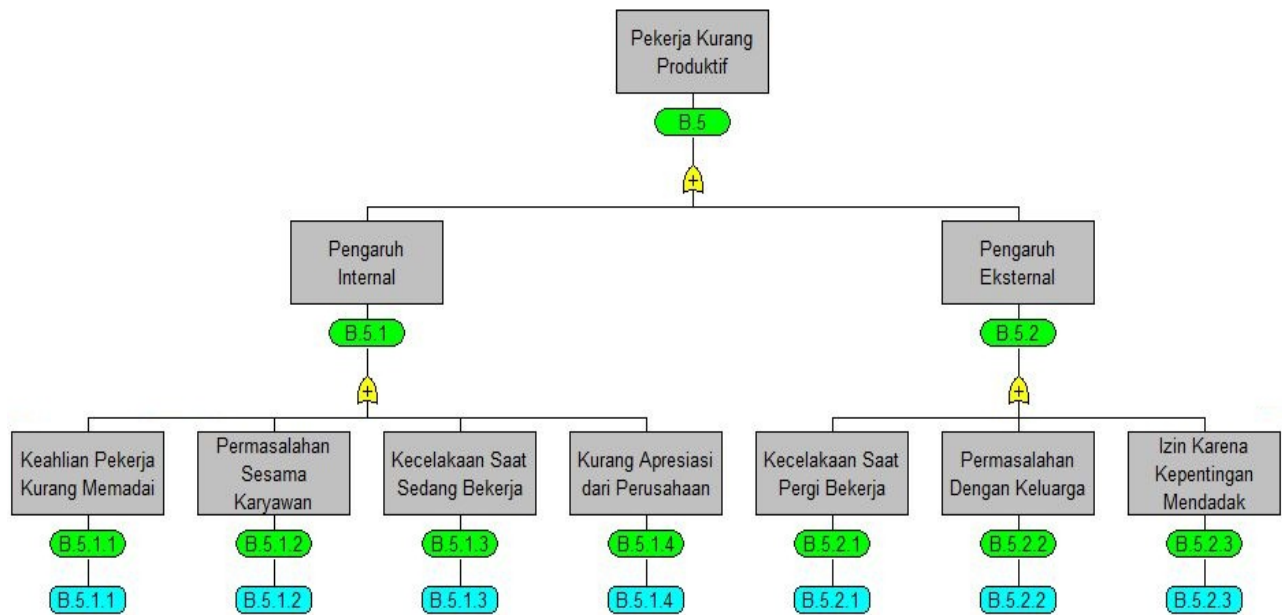 Pekerja Kurang
Produktif
B.5
+
Pengaruh
Internal
B.5.1
+
Pengaruh
Eksternal
B.5.2
+
Keahlian Pekerja
Kurang Memadai
B.5.1.1
B.5.1.1
Permasalahan
Sesama
Karyawan
B.5.1.2
B.5.1.2
Kecelakaan Saat
Sedang Bekerja
B.5.1.3
B.5.1.3
Kurang Apresiasi
dari Perusahaan
B.5.1.4
B.5.1.4
Kecelakaan Saat
Pergi Bekerja
B.5.2.1
B.5.2.1
Permasalahan
Dengan Keluarga
B.5.2.2
B.5.2.2
Izin Karena
Kepentingan
Mendadak
B.5.2.3
B.5.2.3